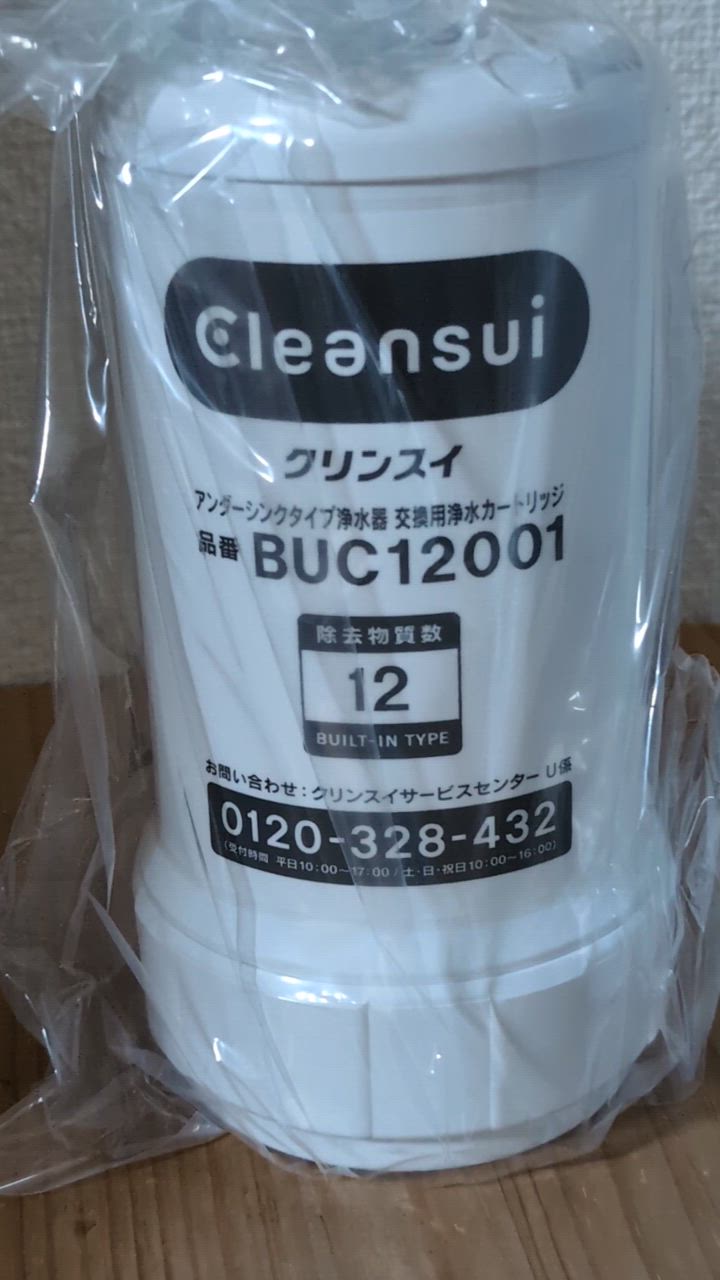 Cleansui
クリンスイ
アンダーシンクタイプ浄水器 交換用浄水カートリッジ
品番 BUC12001
除去物質数
12
BUILT-IN TYPE
お問い合わせ：クリンスイサービスセンター U係
0120-328-432
(受付時間 平日10:00～17:00/土・日・祝日10:00～16:00)